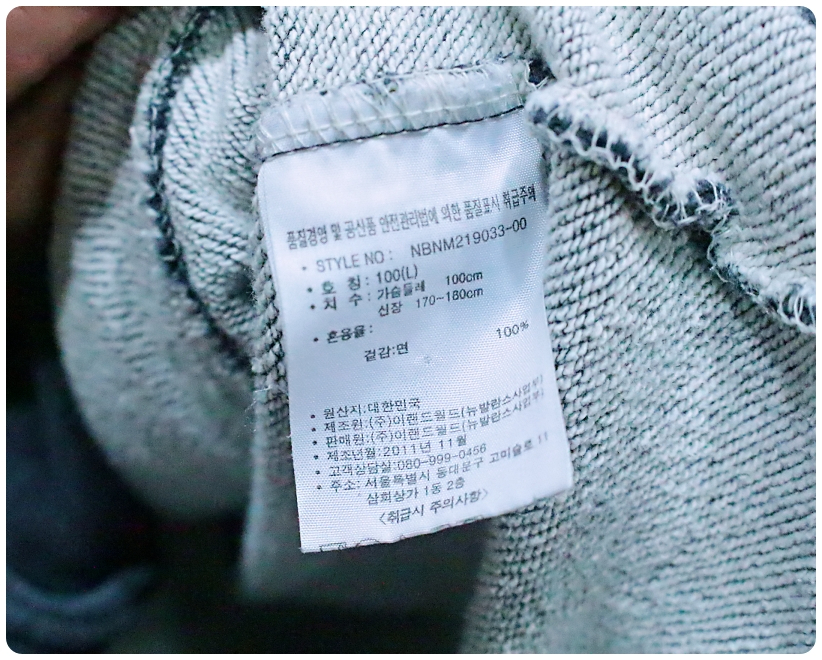 품질경영 및 공산품 안전관리법에 의한 품질표시 취급주의
• STYLE NO : NBNM219033-00
• 호 칭 : 100(L)
• 치 수 : 가슴둘레 100cm
신장 170~180cm
• 혼용율 :
겉감:면 100%
• 원산지:대한민국
• 제조원:(주)이랜드월드(뉴발란스사업부)
• 판매원:(주)이랜드월드(뉴발란스사업부)
• 제조년월:2011년 11월
• 고객상담실:080-999-0456
• 주소: 서울특별시 동대문구 고미술로 11
삼희상가 1동 2층
<취급시 주의사항>